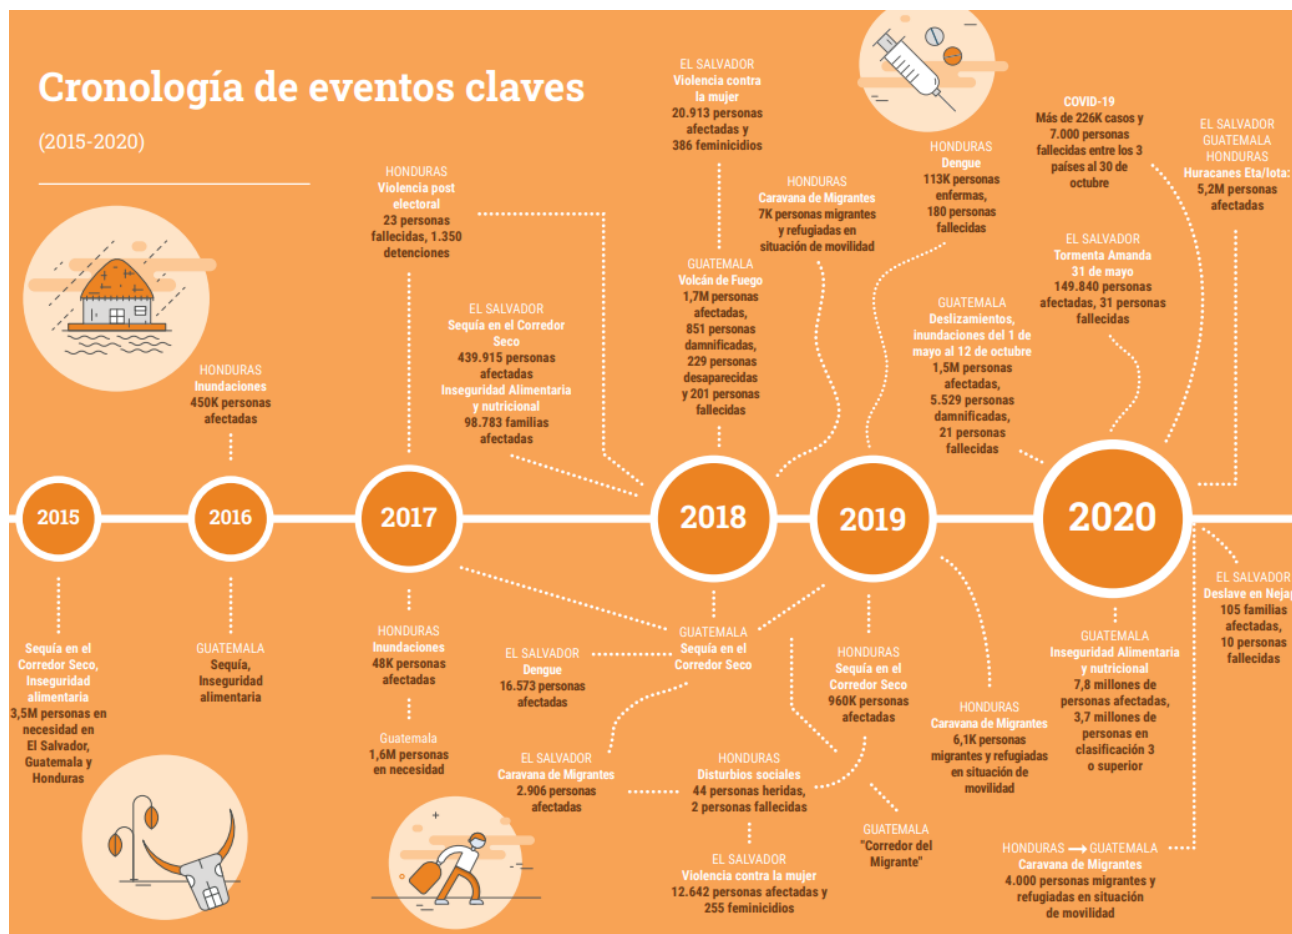 Cronología de eventos claves
(2015-2020)
HONDURAS
Inundaciones
450K personas
afectadas
HONDURAS
Violencia post
electoral
23 personas
fallecidas, 1.350
detenciones
EL SALVADOR
Sequía en el Corredor
Seco
439.915 personas
afectadas
Inseguridad Alimentaria
y nutricional
98.783 familias
afectadas
EL SALVADOR
Violencia contra
la mujer
20.913 personas
afectadas y
386 feminicidios
GUATEMALA
Volcán de Fuego
1,7M personas
afectadas,
851 personas
damnificadas,
229 personas
desaparecidas
y 201 personas
fallecidas
HONDURAS
Caravana de Migrantes
7K personas migrantes
y refugiadas en
situación de movilidad
HONDURAS
Dengue
113K personas
enfermas,
180 personas
fallecidas
GUATEMALA
Deslizamientos,
inundaciones del 1 de
mayo al 12 de octubre
1,5M personas
afectadas,
5.529 personas
damnificadas,
21 personas
fallecidas
COVID-19
Más de 226K casos y
7.000 personas
fallecidas entre los 3
países al 30 de
octubre
EL SALVADOR
Tormenta Amanda
31 de mayo
149.840 personas
afectadas, 31 personas
fallecidas
EL SALVADOR
GUATEMALA
HONDURAS
Huracanes Eta/Iota:
5,2M personas
afectadas
2015
2016
2017
2018
2019
2020
Sequía en el
Corredor Seco,
Inseguridad
alimentaria
3,5M personas en
necesidad en
El Salvador,
Guatemala y
Honduras
GUATEMALA
Sequía,
Inseguridad
alimentaria
HONDURAS
Inundaciones
48K personas
afectadas
Guatemala
1,6M personas
en necesidad
EL SALVADOR
Dengue
16.573 personas
afectadas
EL SALVADOR
Caravana de Migrantes
2.906 personas
afectadas
GUATEMALA
Sequía en el
Corredor Seco
HONDURAS
Disturbios sociales
44 personas heridas,
2 personas fallecidas
EL SALVADOR
Violencia contra la mujer
12.642 personas afectadas y
255 feminicidios
HONDURAS
Sequía en el
Corredor Seco
960K personas
afectadas
GUATEMALA
"Corredor del
Migrante"
HONDURAS
Caravana de Migrantes
6,1K personas
migrantes y refugiadas
en situación de
movilidad
GUATEMALA
Inseguridad Alimentaria
y nutricional
7,8 millones de
personas afectadas,
3,7 millones de
personas en
clasificación 3
o superior
HONDURAS → GUATEMALA
Caravana de Migrantes
4.000 personas migrantes y
refugiadas en situación
de movilidad
EL SALVADOR
Deslave en
105 familias
afectadas,
10 personas
fallecidas